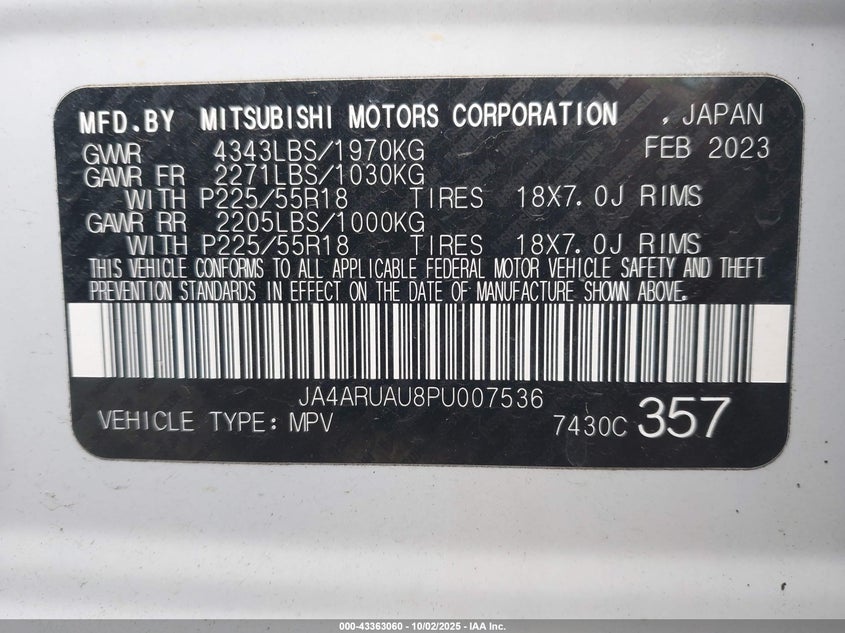 MFD.BY MITSUBISHI MOTORS CORPORATION , JAPAN
GVWR 4343LBS/1970KG FEB 2023
GAWR FR 2271LBS/1030KG
WITH P225/55R18 TIRES 18X7.0J RIMS
GAWR RR 2205LBS/1000KG
WITH P225/55R18 TIRES 18X7.0J RIMS
THIS VEHICLE CONFORMS TO ALL APPLICABLE FEDERAL MOTOR VEHICLE SAFETY AND THEFT
PREVENTION STANDARDS IN EFFECT ON THE DATE OF MANUFACTURE SHOWN ABOVE.
JA4ARUAU8PU007536
VEHICLE TYPE: MPV 7430C 357
000-43363060 - 10/02/2025 - IAA Inc.